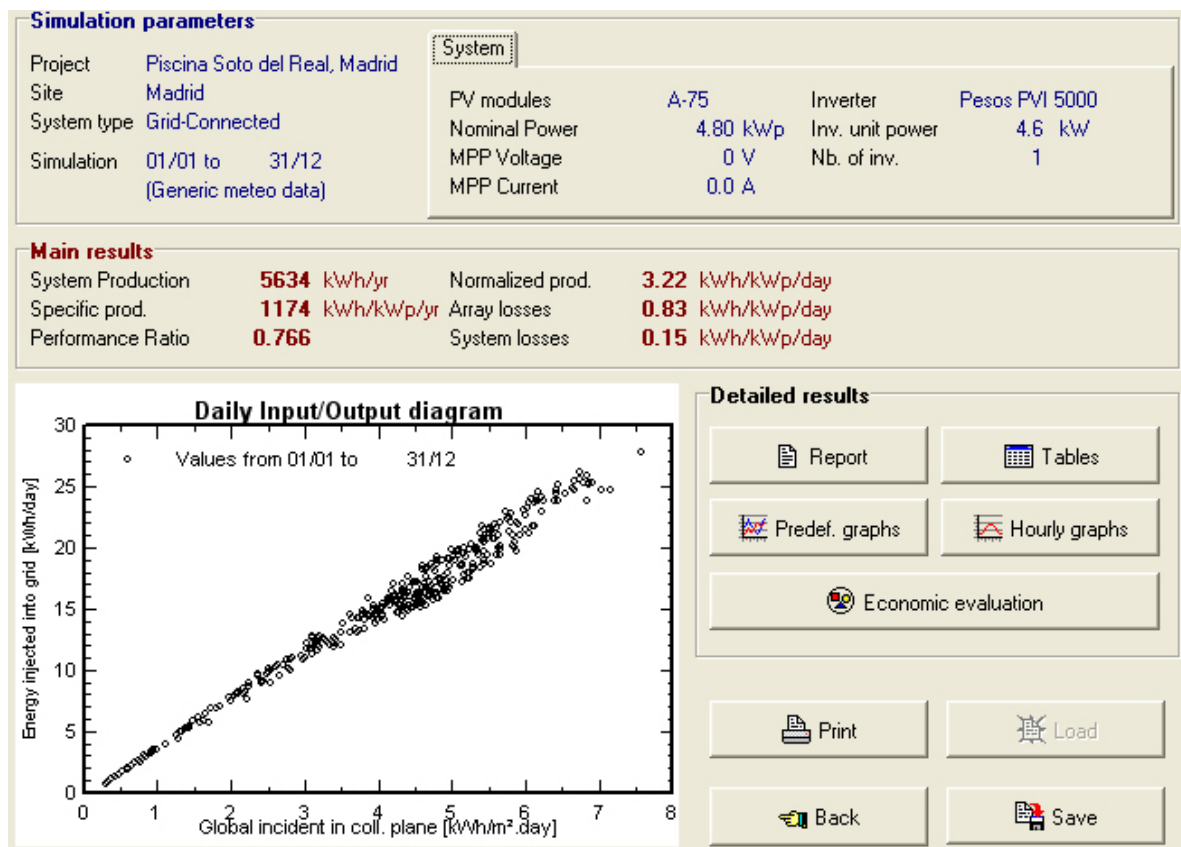 Simulation parameters
Project Piscina Soto del Real, Madrid
Site Madrid
System type Grid-Connected
Simulation 01/01 to 31/12
(Generic meteo data)
System
PV modules A-75 Inverter Pesos PVI 5000
Nominal Power 4.80 kWp Inv. unit power 4.6 kW
MPP Voltage 0 V Nb. of inv. 1
MPP Current 0.0 A
Main results
System Production 5634 kWh/yr Normalized prod. 3.22 kWh/kWp/day
Specific prod. 1174 kWh/kWp/yr Array losses 0.83 kWh/kWp/day
Performance Ratio 0.766 System losses 0.15 kWh/kWp/day
Daily Input/Output diagram
Values from 01/01 to 31/12
Energy injected into grid [kWh/day]
30
25
20
15
10
5
0
0 1 2 3 4 5 6 7 8
Global incident in coll. plane [kWh/m².day]
Detailed results
Report Tables
Predef. graphs Hourly graphs
Economic evaluation
Print Load
Back Save